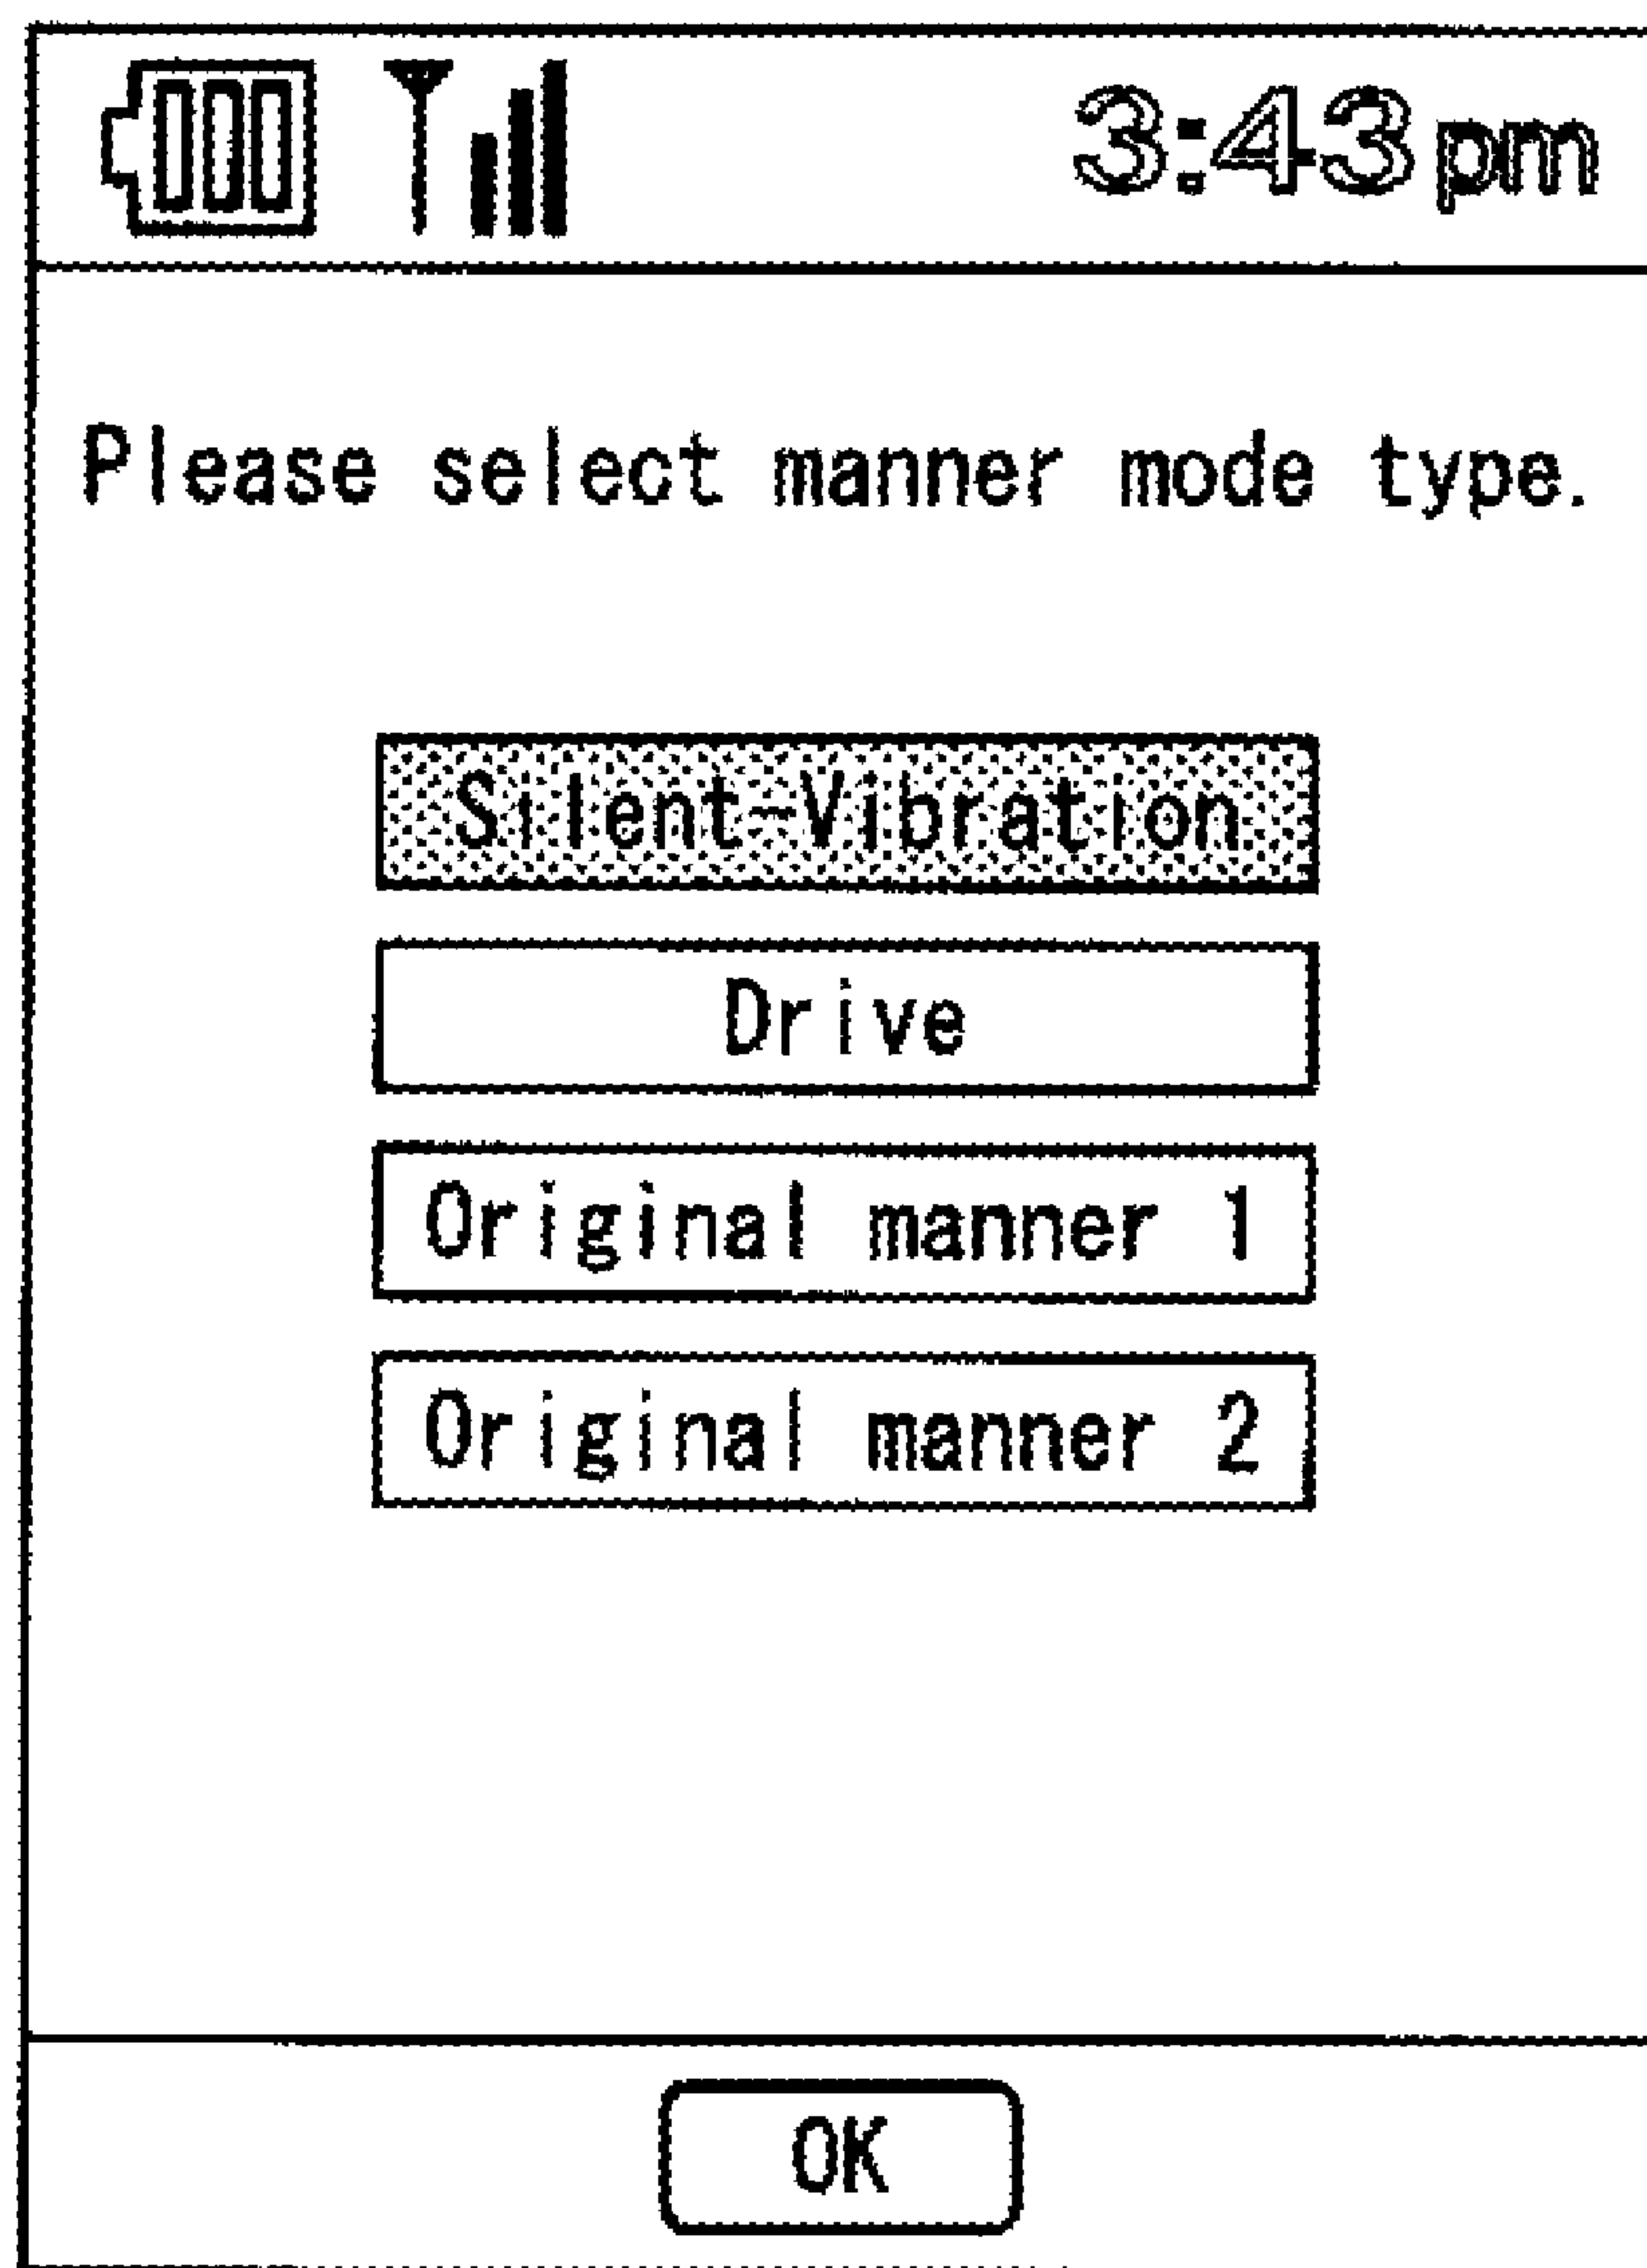 3:43pm
Please select manner mode type.
Silent-Vibration
Drive
Original manner 1
Original manner 2
OK